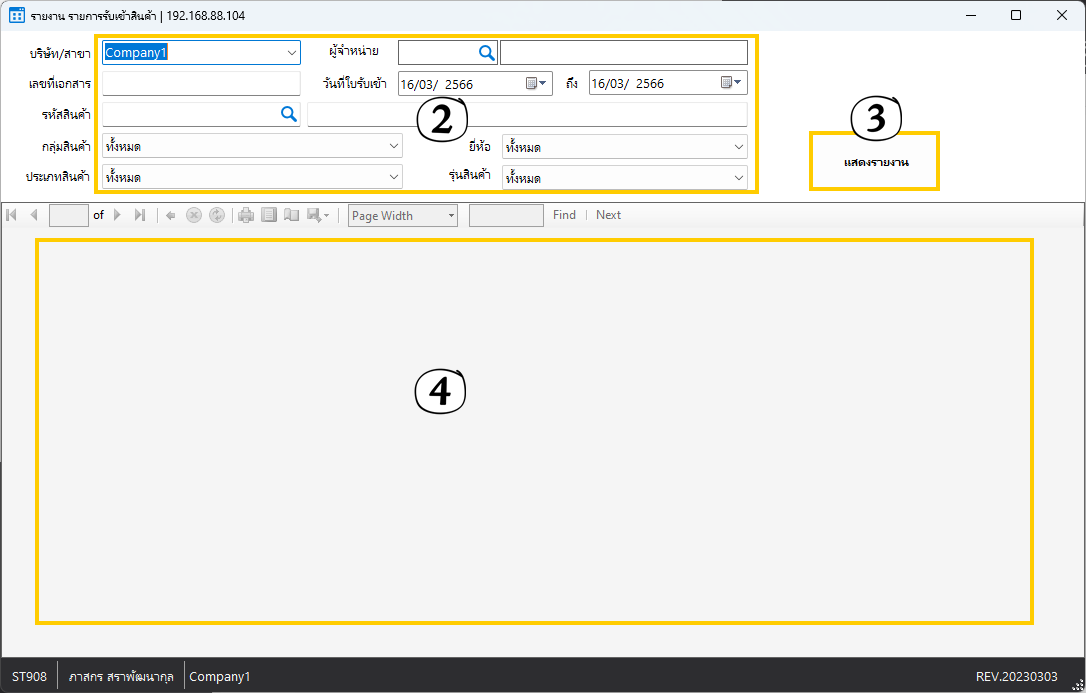 รายงาน รายการรับเข้าสินค้า | 192.168.88.104
บริษัท/สาขา Company1 ผู้จำหน่าย
เลขที่เอกสาร วันที่ใบรับเข้า 16/03/ 2566 ถึง 16/03/ 2566
รหัสสินค้า 2 3
กลุ่มสินค้า ทั้งหมด ยี่ห้อ ทั้งหมด แสดงรายงาน
ประเภทสินค้า ทั้งหมด รุ่นสินค้า ทั้งหมด
of Page Width Find | Next
4
ST908 ภาสกร สราพัฒนากุล Company1 REV.20230303